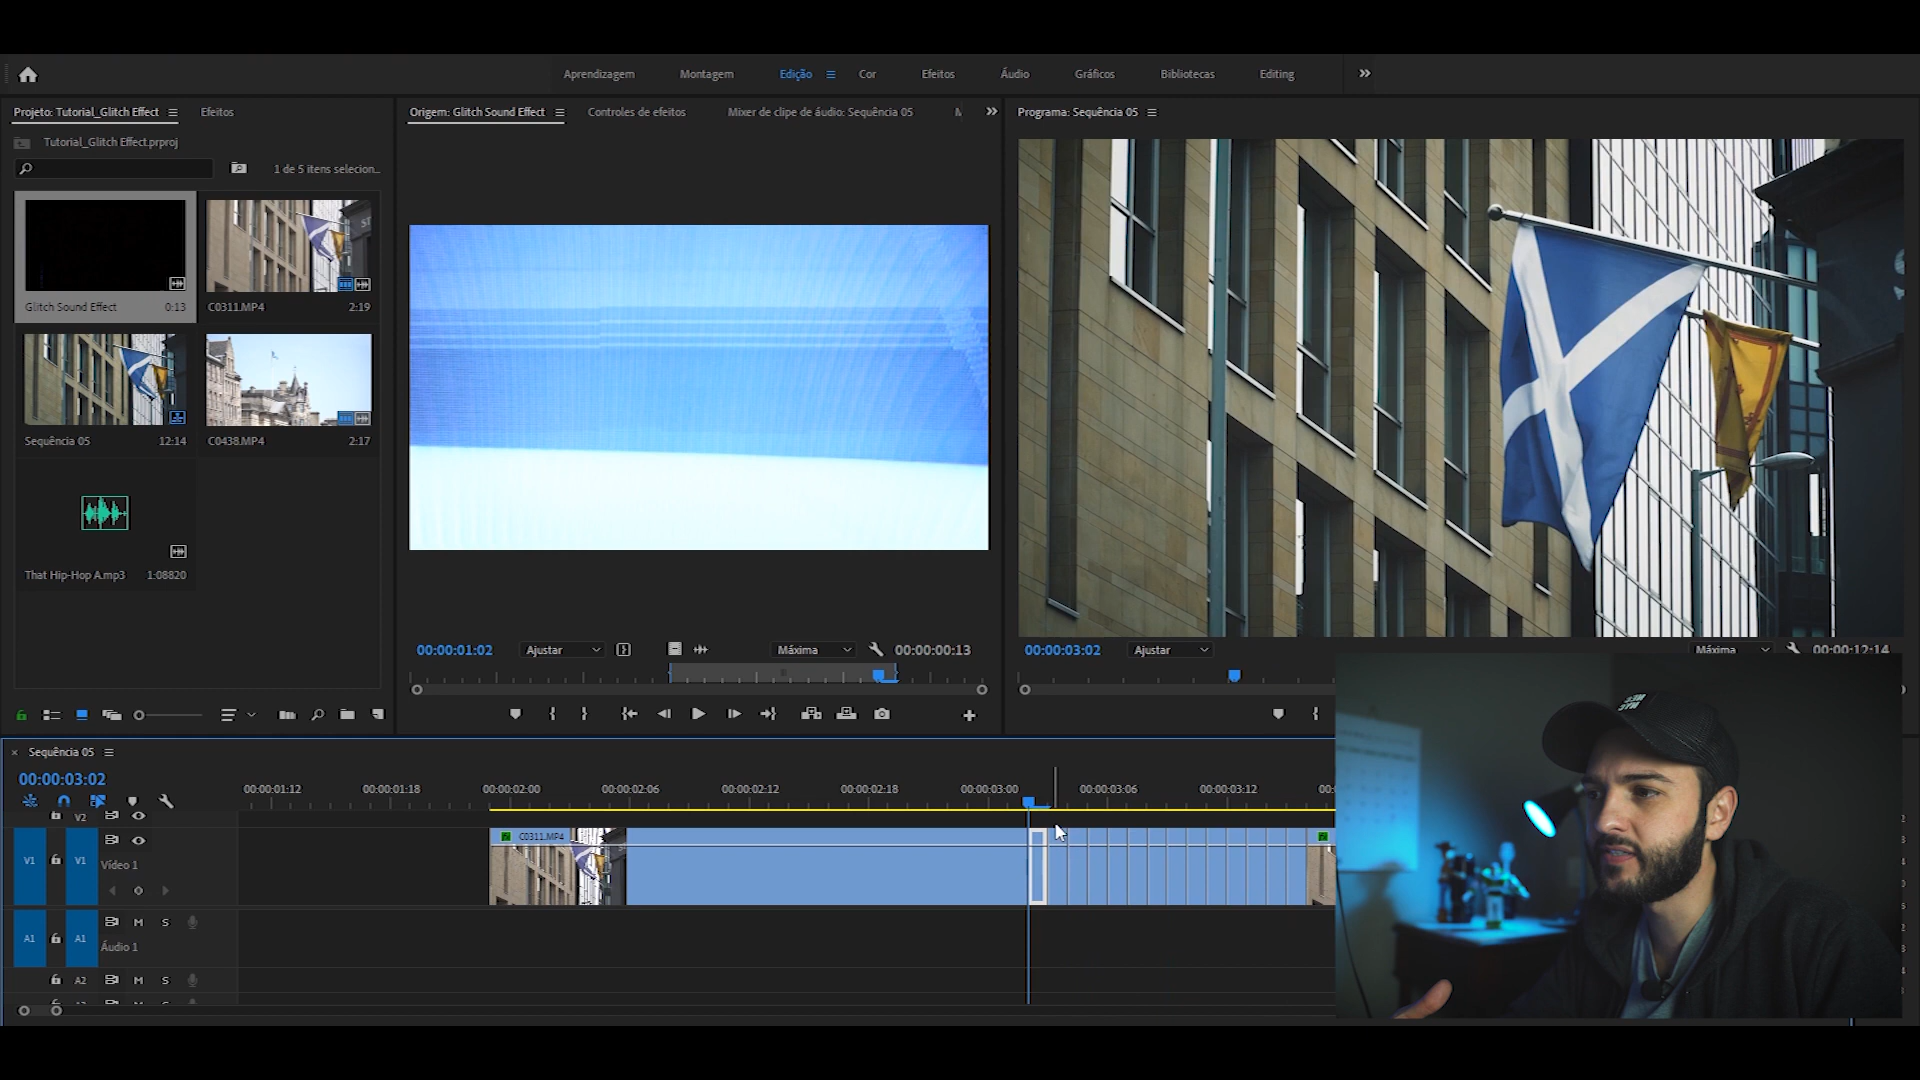 Aprendizagem Montagem Edição Cor Efeitos Áudio Gráficos Bibliotecas Editing
Projeto: Tutorial_Glitch Effect Efeitos
Tutorial_Glitch Effect.prproj
1 de 5 itens selecion...
Glitch Sound Effect 0:13
C0311.MP4 2:19
Sequência 05 12:14
C0438.MP4 2:17
That Hip-Hop A.mp3 1:08820
Origem: Glitch Sound Effect Controles de efeitos Mixer de clipe de áudio: Sequência 05
00:00:01:02 Ajustar Máxima 00:00:00:13
Programa: Sequência 05
00:00:03:02 Ajustar Máxima 00:00:12:14
Sequência 05
00:00:03:02
00:00:01:12 00:00:01:18 00:00:02:00 00:00:02:06 00:00:02:12 00:00:02:18 00:00:03:00 00:00:03:06 00:00:03:12 00:
V2
C0311.MP4
V1 V1 Vídeo 1
A1 A1 M S
Áudio 1
A2 M S